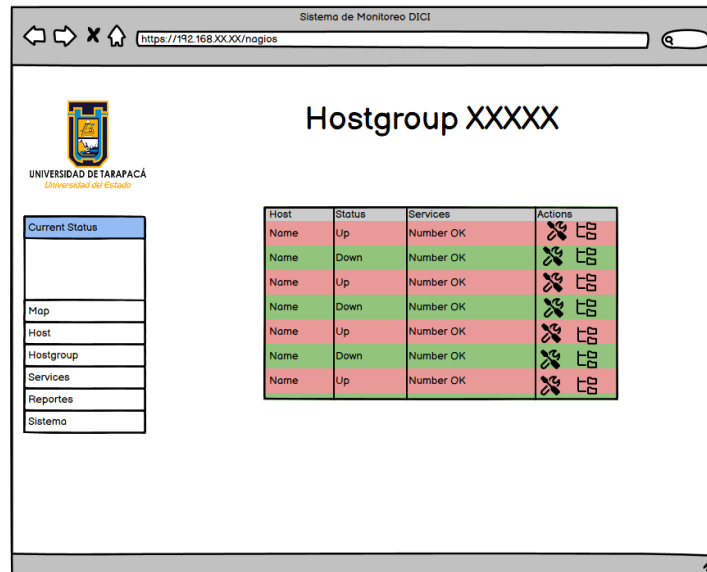 Sistema de Monitoreo DICI
https://192.168.XX.XX/nagios
Hostgroup XXXXX
UNIVERSIDAD DE TARAPACÁ
Universidad del Estado
Current Status
Map
Host
Hostgroup
Services
Reportes
Sistema
Host Status Services Actions
Name Up Number OK
Name Down Number OK
Name Up Number OK
Name Down Number OK
Name Up Number OK
Name Down Number OK
Name Up Number OK